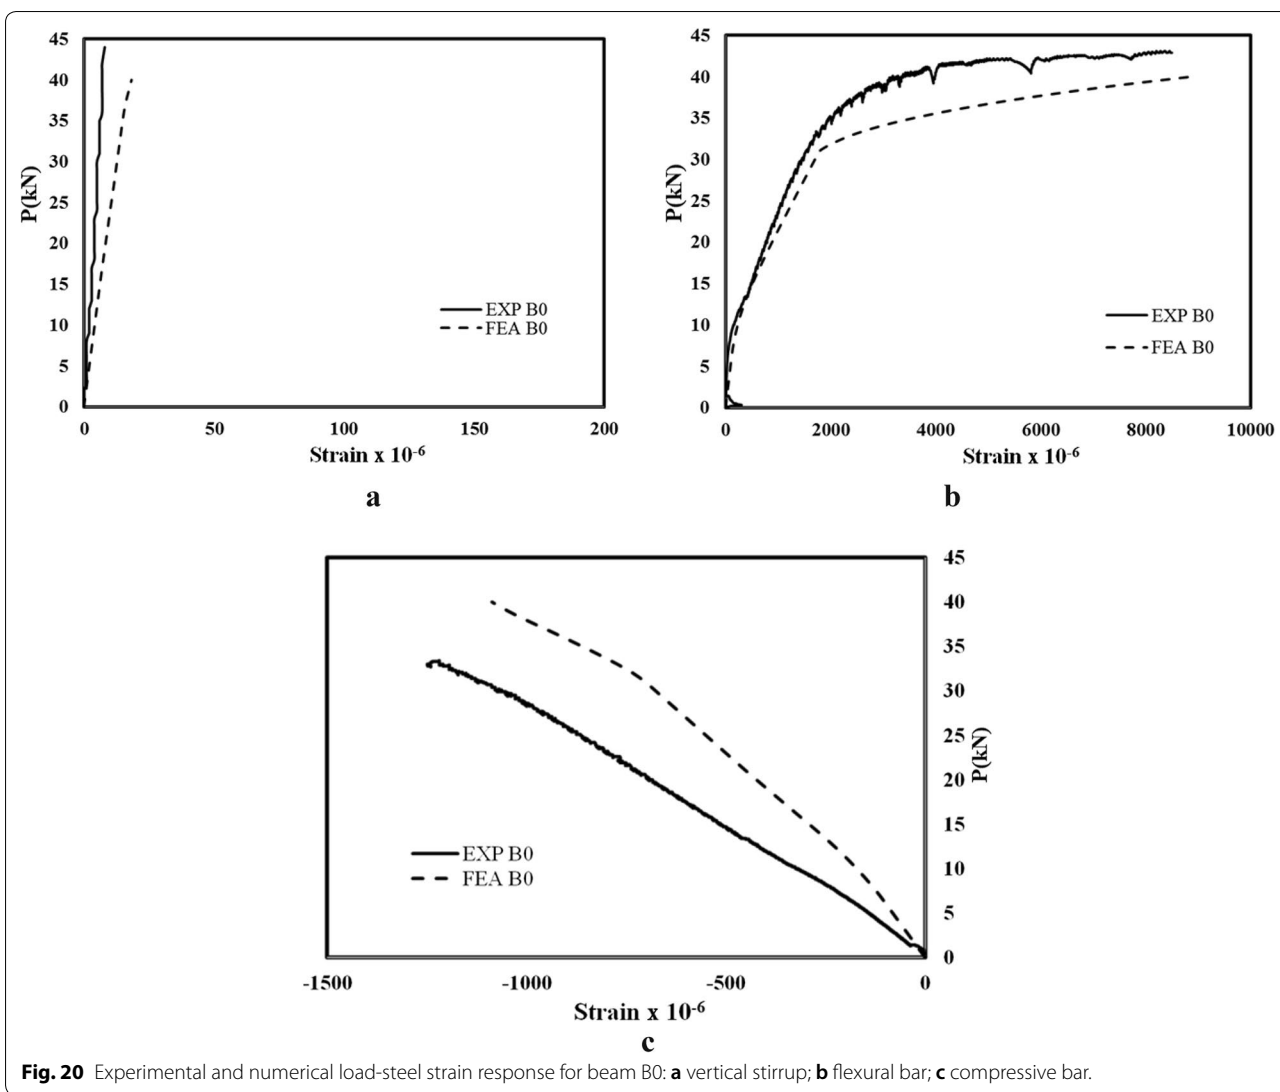 45
40
35
30
25
20
15
10
5
0
P(kN)
EXP B0
FEA B0
0 50 100 150 200
Strain x 10-6
a
45
40
35
30
25
20
15
10
5
0
P(kN)
EXP B0
FEA B0
0 2000 4000 6000 8000 10000
Strain x 10-6
b
45
40
35
30
25
20
15
10
5
0
P(kN)
EXP B0
FEA B0
-1500 -1000 -500 0
Strain x 10-6
c
Fig. 20 Experimental and numerical load-steel strain response for beam B0: a vertical stirrup; b flexural bar; c compressive bar.